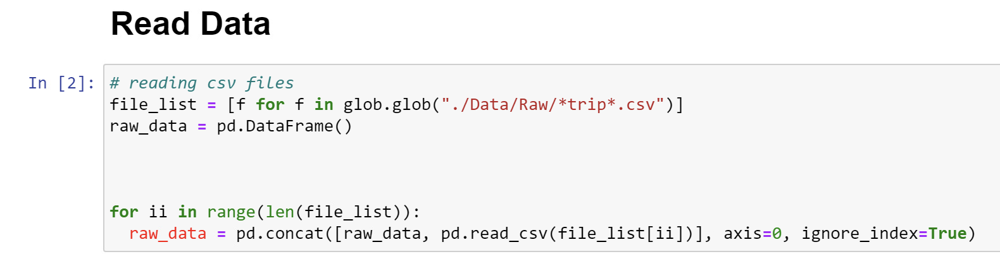 Read Data
In [2]: # reading csv files
file_list = [f for f in glob.glob("./Data/Raw/*trip*.csv")]
raw_data = pd.DataFrame()
for ii in range(len(file_list)):
  raw_data = pd.concat([raw_data, pd.read_csv(file_list[ii])], axis=0, ignore_index=True)